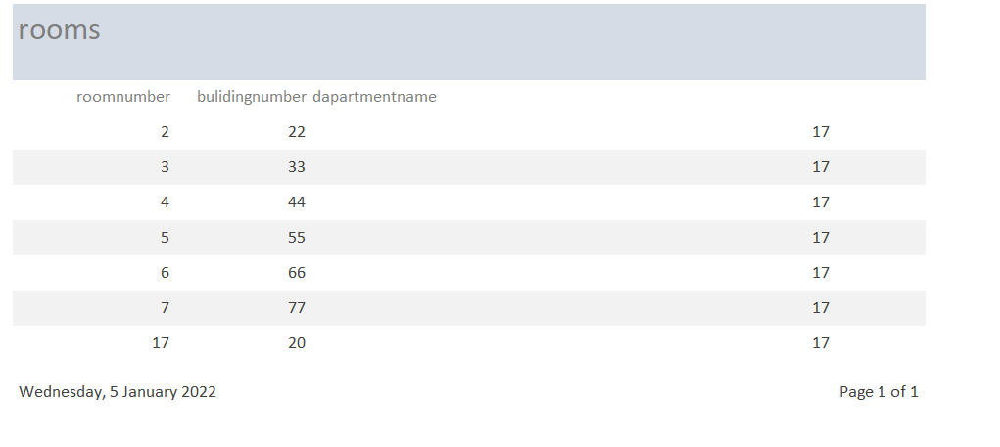 rooms
roomnumber bulidingnumber dapartmentname
2 22 17
3 33 17
4 44 17
5 55 17
6 66 17
7 77 17
17 20 17
Wednesday, 5 January 2022 Page 1 of 1